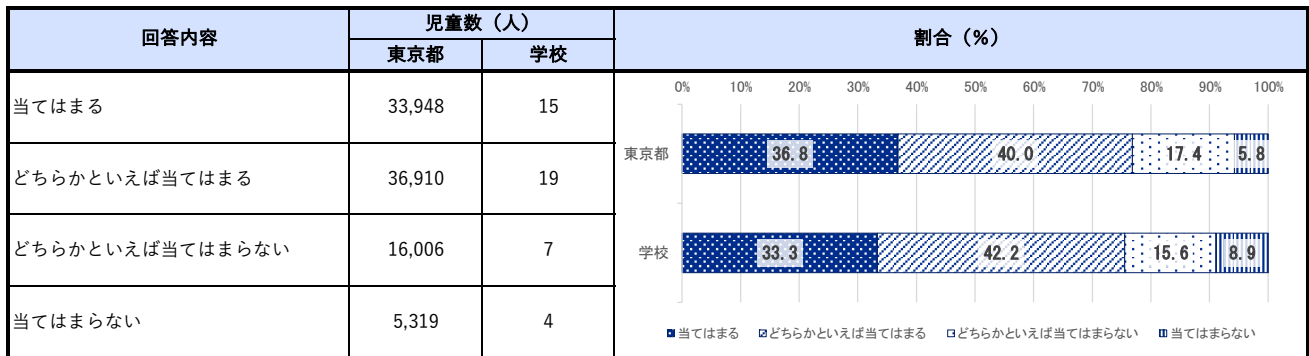 回答内容 児童数（人） 割合（％）
東京都 学校
当てはまる 33,948 15
どちらかといえば当てはまる 36,910 19
どちらかといえば当てはまらない 16,006 7
当てはまらない 5,319 4
0% 10% 20% 30% 40% 50% 60% 70% 80% 90% 100%
東京都 36.8 40.0 17.4 5.8
学校 33.3 42.2 15.6 8.9
当てはまる どちらかといえば当てはまる どちらかといえば当てはまらない 当てはまらない